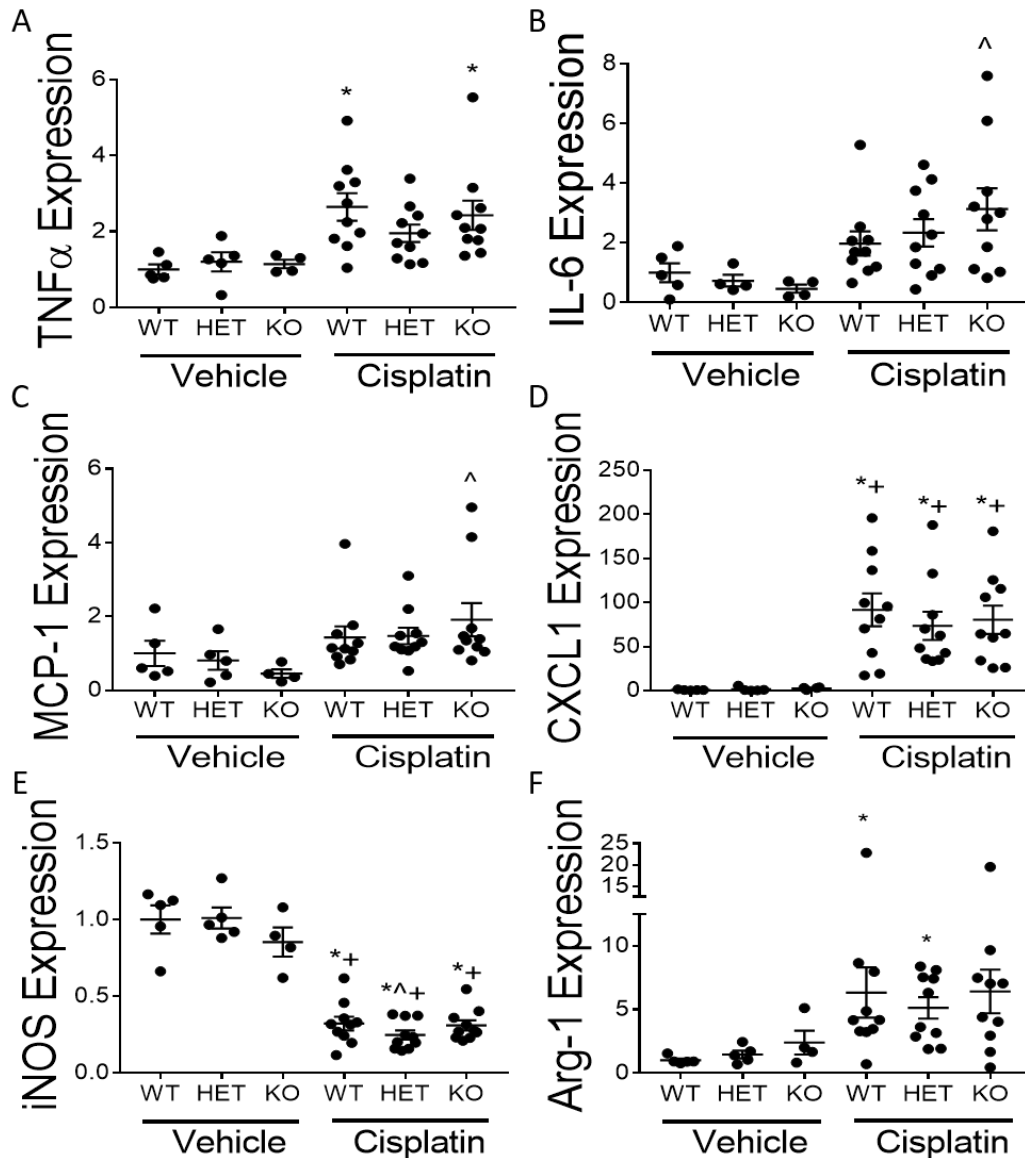 A
TNFα Expression
6
4
2
0
*
*
WT HET KO WT HET KO
Vehicle Cisplatin
B
IL-6 Expression
8
6
4
2
0
^
WT HET KO WT HET KO
Vehicle Cisplatin
C
MCP-1 Expression
6
4
2
0
^
WT HET KO WT HET KO
Vehicle Cisplatin
D
CXCL1 Expression
250
200
150
100
50
0
*+ *+ *+
WT HET KO WT HET KO
Vehicle Cisplatin
E
iNOS Expression
1.5
1.0
0.5
0.0
*+ *^+ *+
WT HET KO WT HET KO
Vehicle Cisplatin
F
Arg-1 Expression
25
20
15
10
5
0
*
*
WT HET KO WT HET KO
Vehicle Cisplatin